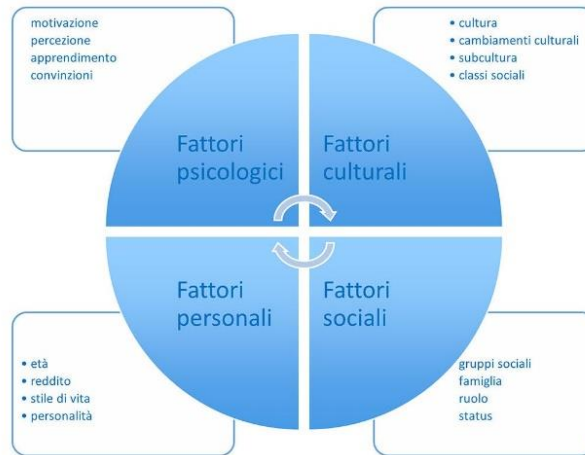 motivazione
percezione
apprendimento
convinzioni
• cultura
• cambiamenti culturali
• subcultura
• classi sociali
Fattori
psicologici
Fattori
culturali
Fattori
personali
Fattori
sociali
• età
• reddito
• stile di vita
• personalità
gruppi sociali
famiglia
ruolo
status